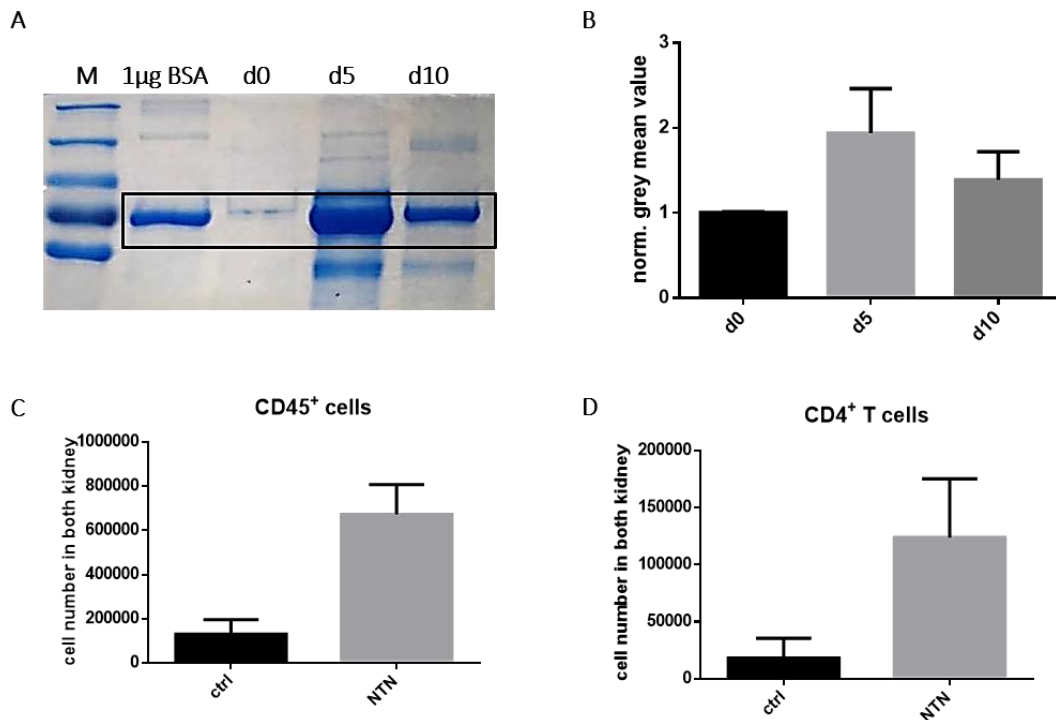 A
M 1µg BSA d0 d5 d10
B
norm. grey mean value
3
2
1
0
d0 d5 d10
C
CD45⁺ cells
cell number in both kidney
1000000
800000
600000
400000
200000
0
ctrl NTN
D
CD4⁺ T cells
cell number in both kidney
200000
150000
100000
50000
0
ctrl NTN